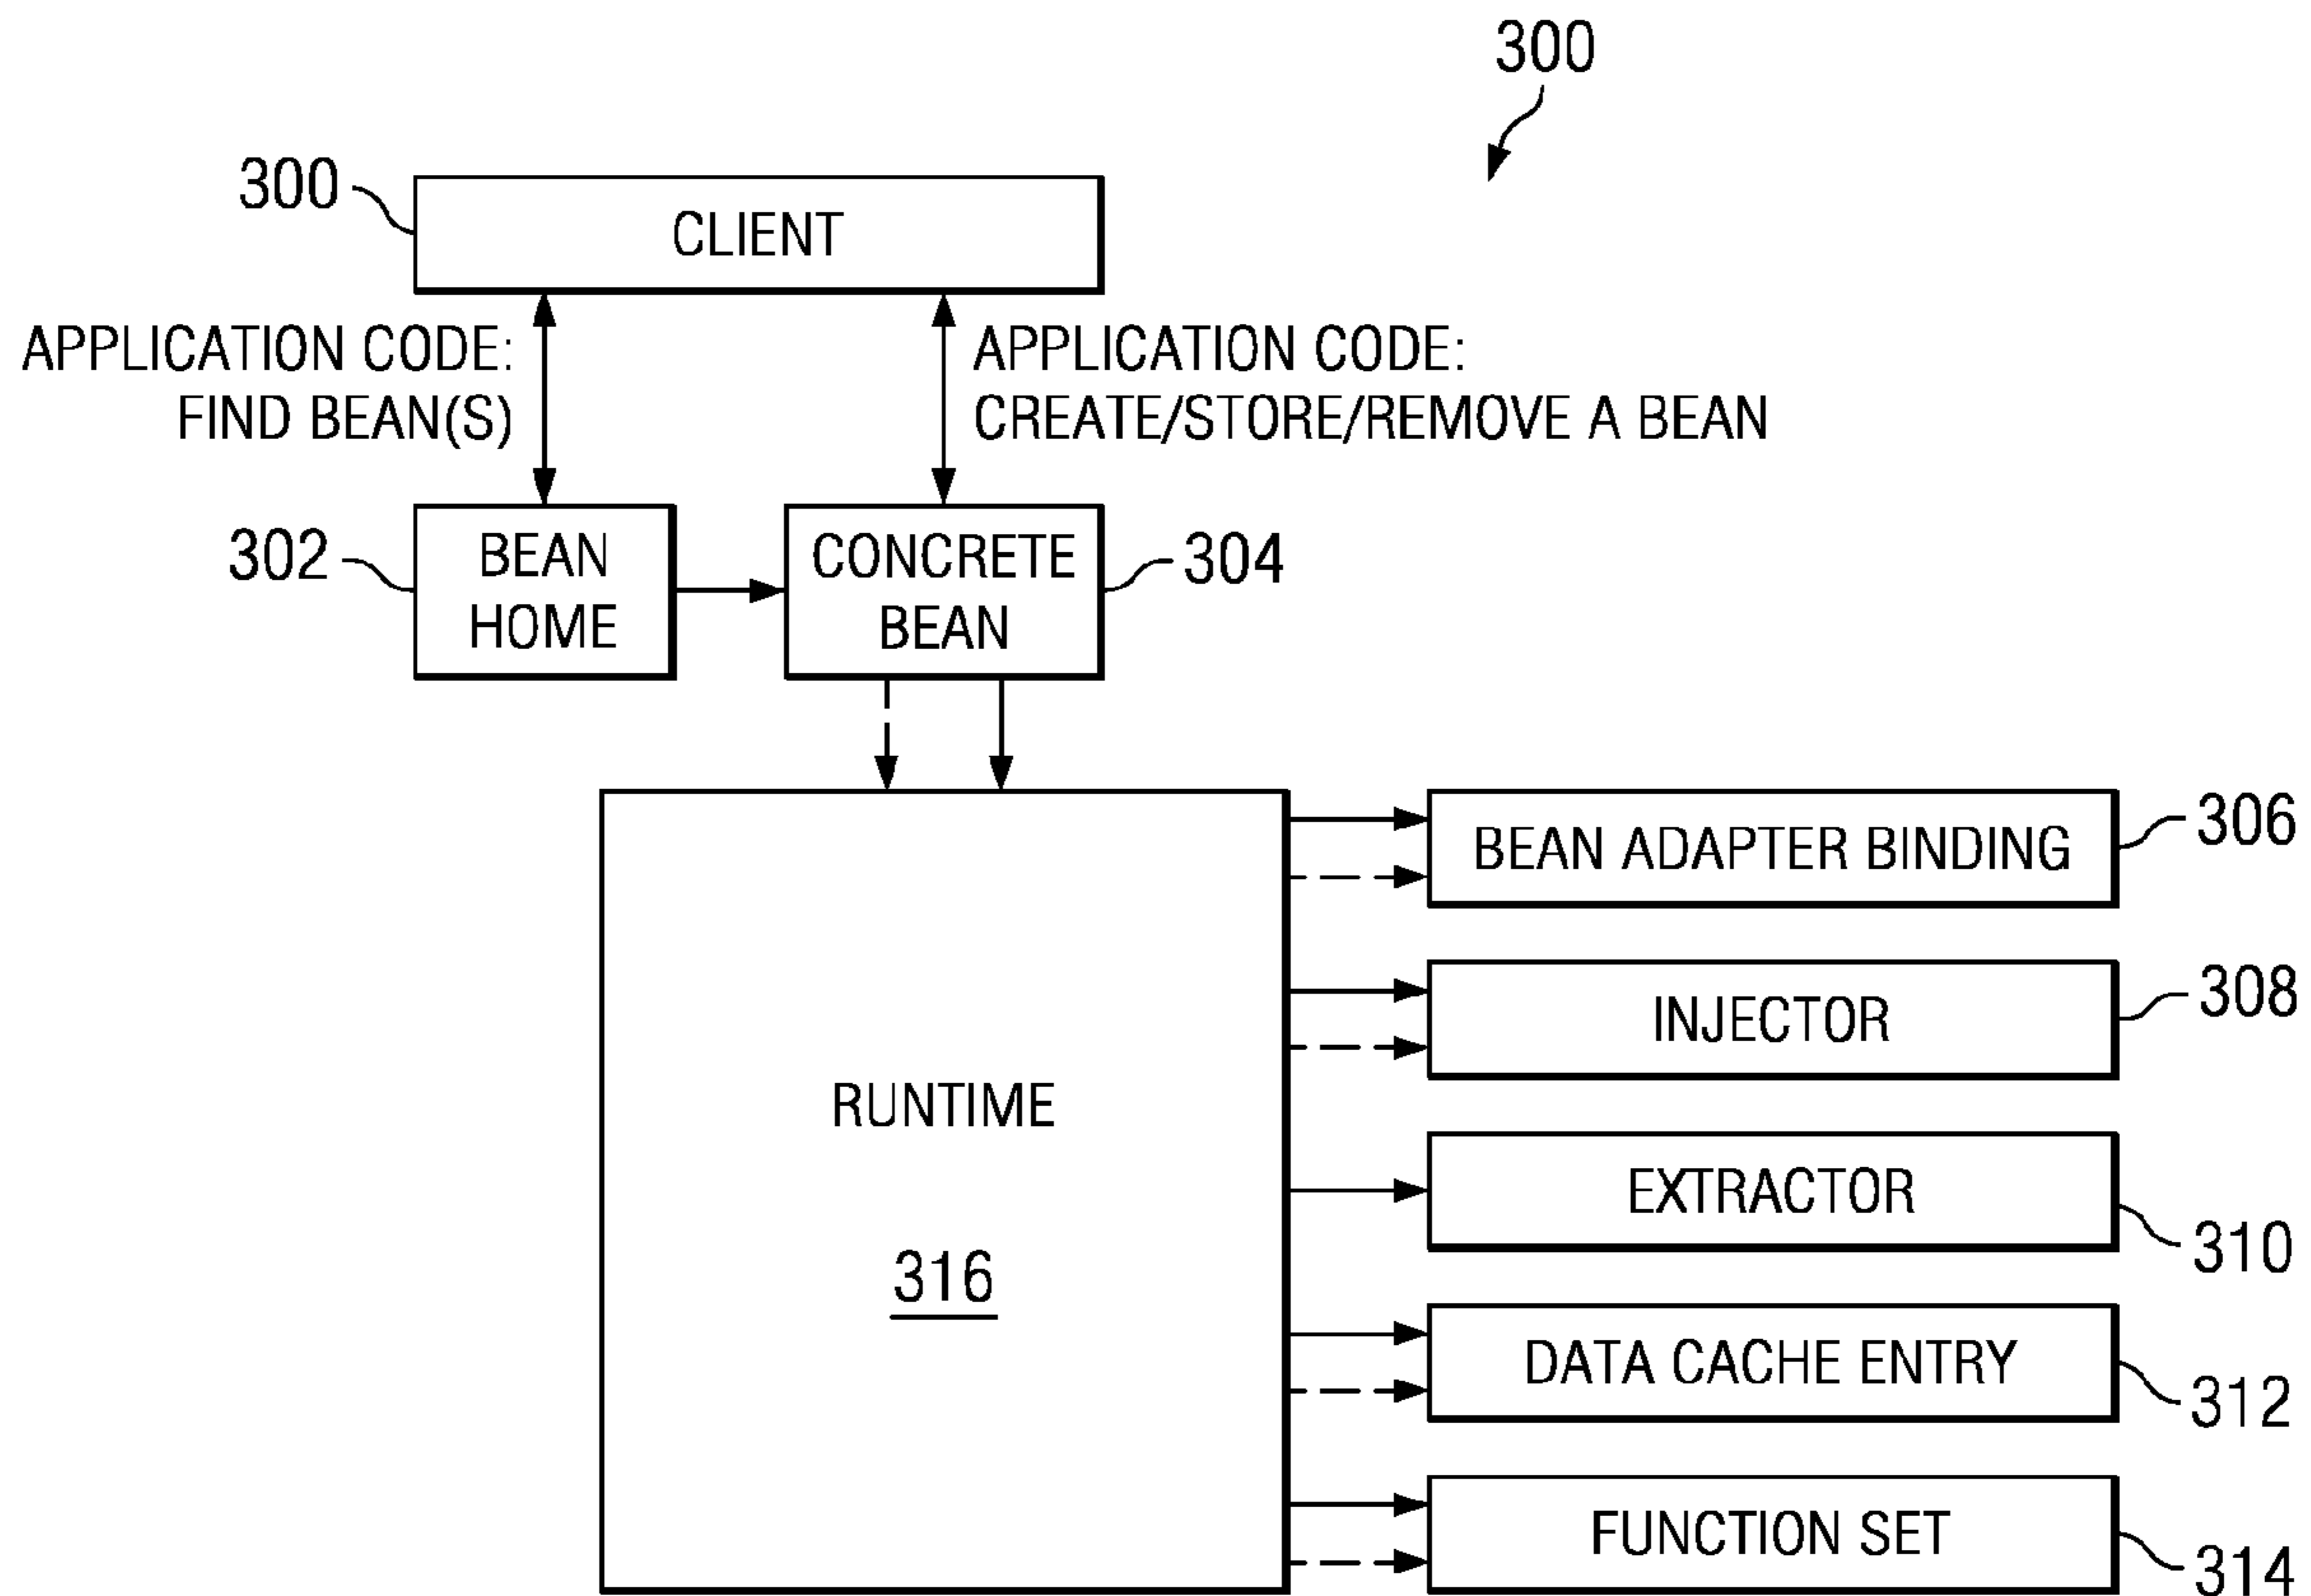 300
300
CLIENT
APPLICATION CODE:
FIND BEAN(S)
APPLICATION CODE:
CREATE/STORE/REMOVE A BEAN
302
BEAN
HOME
CONCRETE
BEAN
304
RUNTIME
316
BEAN ADAPTER BINDING
306
INJECTOR
308
EXTRACTOR
310
DATA CACHE ENTRY
312
FUNCTION SET
314